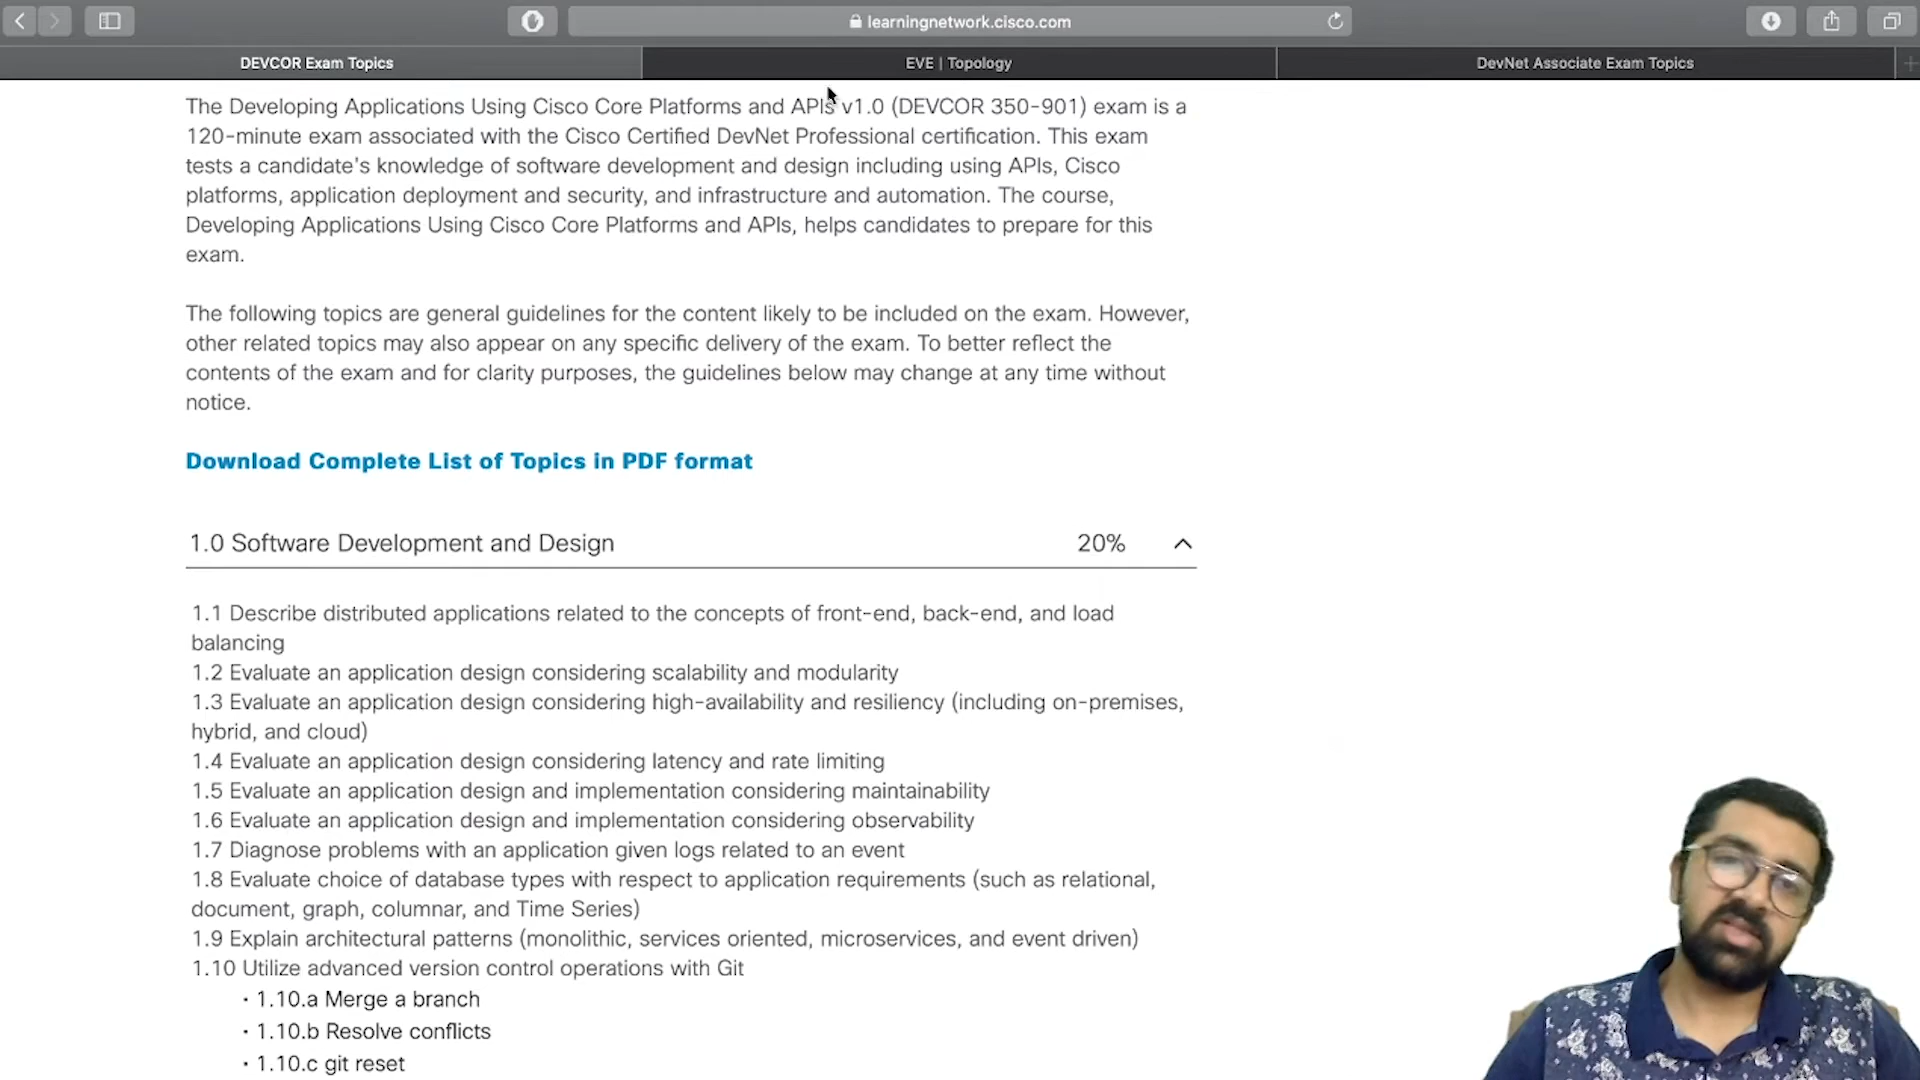 learningnetwork.cisco.com
DEVCOR Exam Topics
EVE | Topology
DevNet Associate Exam Topics
The Developing Applications Using Cisco Core Platforms and APIs v1.0 (DEVCOR 350-901) exam is a
120-minute exam associated with the Cisco Certified DevNet Professional certification. This exam
tests a candidate's knowledge of software development and design including using APIs, Cisco
platforms, application deployment and security, and infrastructure and automation. The course,
Developing Applications Using Cisco Core Platforms and APIs, helps candidates to prepare for this
exam.
The following topics are general guidelines for the content likely to be included on the exam. However,
other related topics may also appear on any specific delivery of the exam. To better reflect the
contents of the exam and for clarity purposes, the guidelines below may change at any time without
notice.
Download Complete List of Topics in PDF format
1.0 Software Development and Design 20%
1.1 Describe distributed applications related to the concepts of front-end, back-end, and load
balancing
1.2 Evaluate an application design considering scalability and modularity
1.3 Evaluate an application design considering high-availability and resiliency (including on-premises,
hybrid, and cloud)
1.4 Evaluate an application design considering latency and rate limiting
1.5 Evaluate an application design and implementation considering maintainability
1.6 Evaluate an application design and implementation considering observability
1.7 Diagnose problems with an application given logs related to an event
1.8 Evaluate choice of database types with respect to application requirements (such as relational,
document, graph, columnar, and Time Series)
1.9 Explain architectural patterns (monolithic, services oriented, microservices, and event driven)
1.10 Utilize advanced version control operations with Git
· 1.10.a Merge a branch
· 1.10.b Resolve conflicts
· 1.10.c git reset